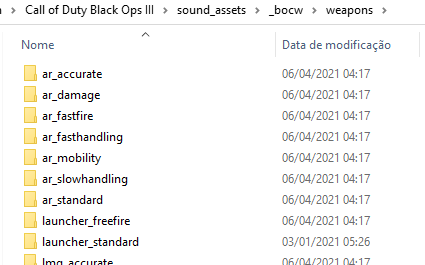 Call of Duty Black Ops III > sound_assets > _bocw > weapons >
Nome Data de modificação
ar_accurate 06/04/2021 04:17
ar_damage 06/04/2021 04:17
ar_fastfire 06/04/2021 04:17
ar_fasthandling 06/04/2021 04:17
ar_mobility 06/04/2021 04:17
ar_slowhandling 06/04/2021 04:17
ar_standard 06/04/2021 04:17
launcher_freefire 06/04/2021 04:17
launcher_standard 03/01/2021 05:26
lmg_accurate 06/04/2021 04:17